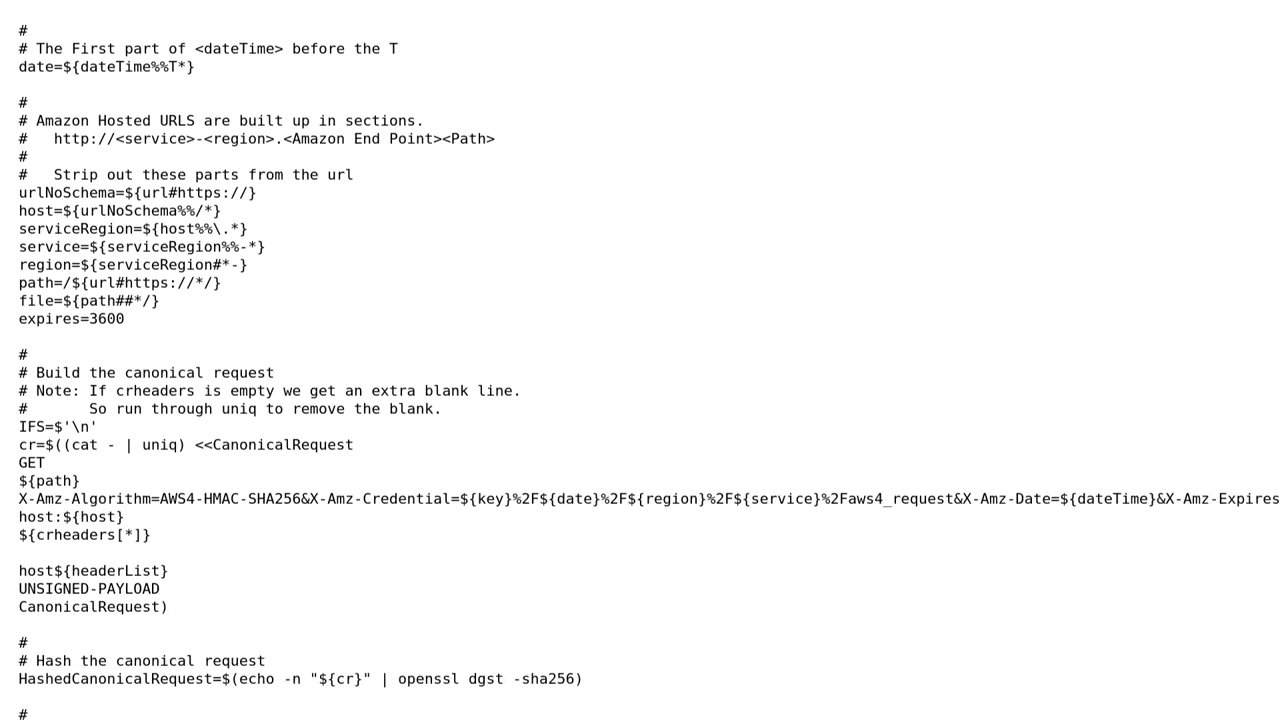 #
# The First part of <dateTime> before the T
date=${dateTime%%T*}
#
# Amazon Hosted URLS are built up in sections.
#   http://<service>-<region>.<Amazon End Point><Path>
#
#   Strip out these parts from the url
urlNoSchema=${url#https://}
host=${urlNoSchema%%/*}
serviceRegion=${host%%\.*}
service=${serviceRegion%%-*}
region=${serviceRegion#*-}
path=/${url#https://*/}
file=${path##*/}
expires=3600
#
# Build the canonical request
# Note: If crheaders is empty we get an extra blank line.
#       So run through uniq to remove the blank.
IFS=$'\n'
cr=$((cat - | uniq) <<CanonicalRequest
GET
${path}
X-Amz-Algorithm=AWS4-HMAC-SHA256&X-Amz-Credential=${key}%2F${date}%2F${region}%2F${service}%2Faws4_request&X-Amz-Date=${dateTime}&X-Amz-Expires
host:${host}
${crheaders[*]}
host${headerList}
UNSIGNED-PAYLOAD
CanonicalRequest)
#
# Hash the canonical request
HashedCanonicalRequest=$(echo -n "${cr}" | openssl dgst -sha256)
#